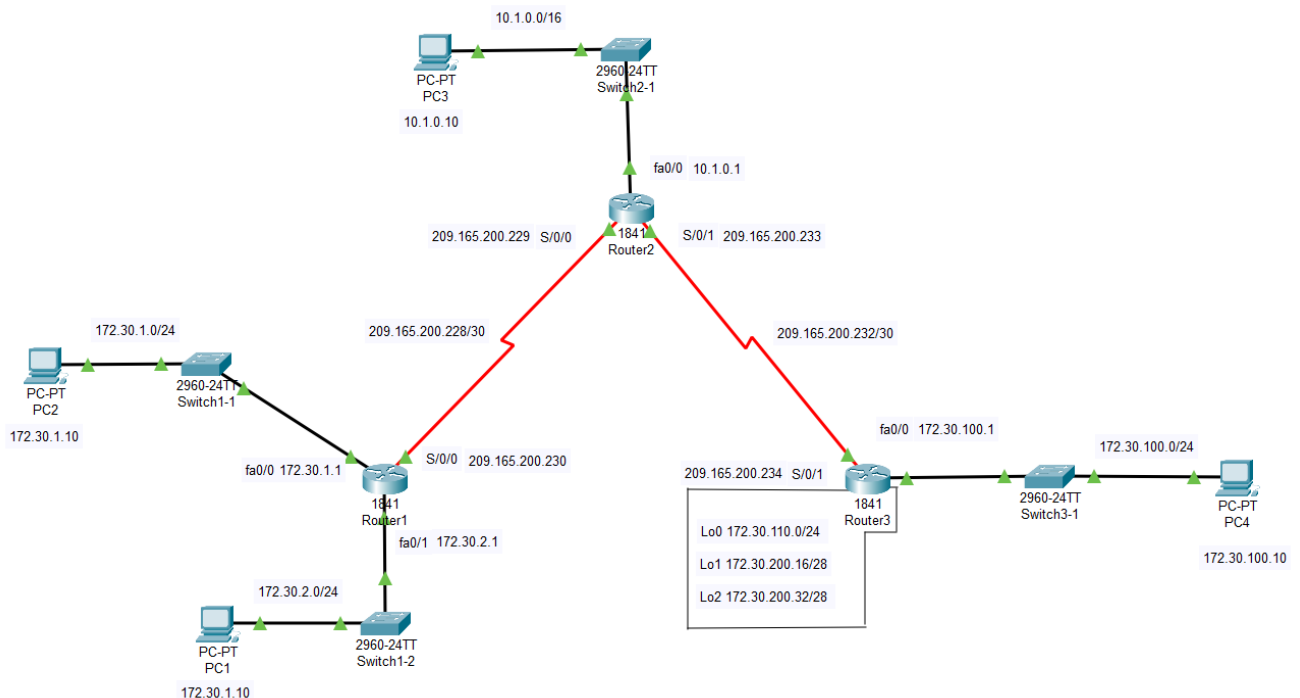 10.1.0.0/16
PC-PT
PC3
2960-24TT
Switch2-1
10.1.0.10
fa0/0 10.1.0.1
209.165.200.229 S/0/0
1841
Router2
S/0/1 209.165.200.233
209.165.200.228/30
209.165.200.232/30
172.30.1.0/24
PC-PT
PC2
2960-24TT
Switch1-1
172.30.1.10
fa0/0 172.30.1.1
S/0/0 209.165.200.230
1841
Router1
fa0/1 172.30.2.1
172.30.2.0/24
PC-PT
PC1
2960-24TT
Switch1-2
172.30.1.10
fa0/0 172.30.100.1
172.30.100.0/24
209.165.200.234 S/0/1
1841
Router3
2960-24TT
Switch3-1
PC-PT
PC4
172.30.100.10
Lo0 172.30.110.0/24
Lo1 172.30.200.16/28
Lo2 172.30.200.32/28